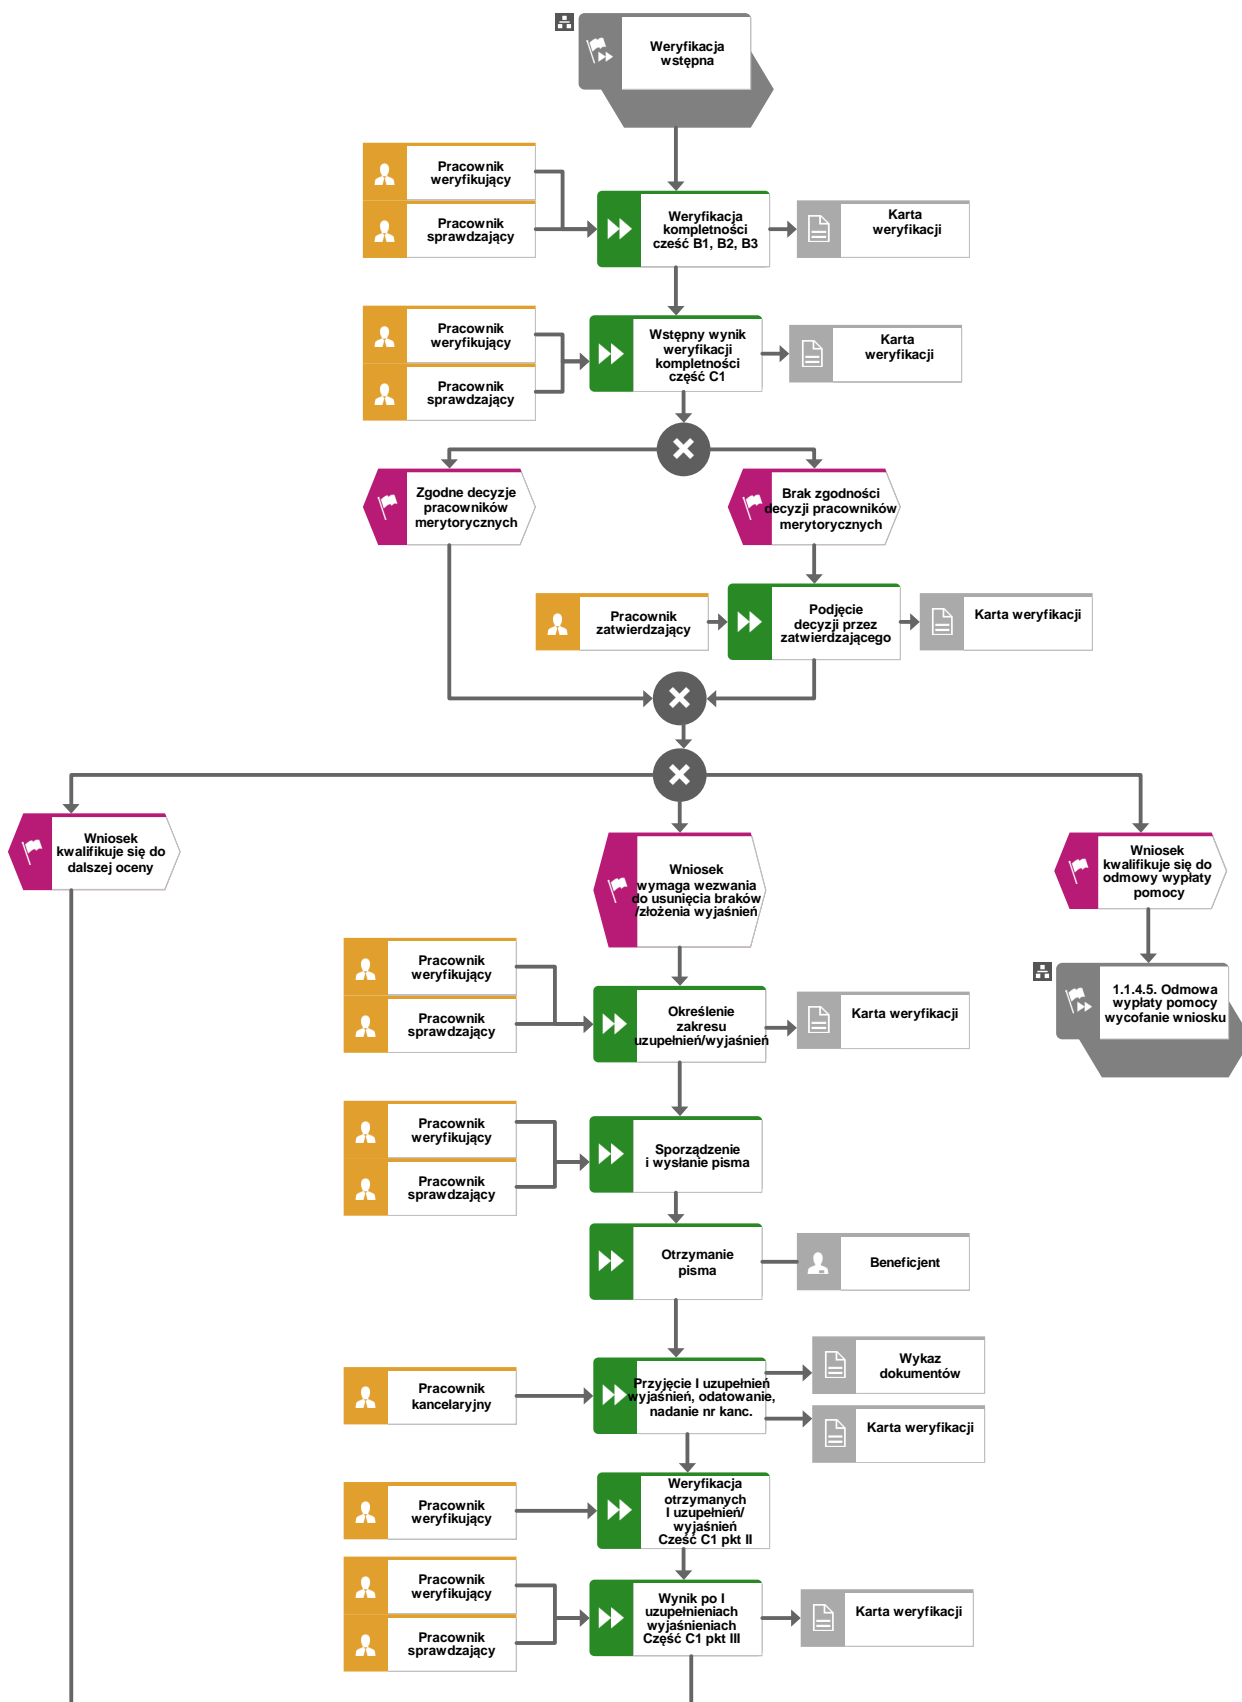 Weryfikacja
wstępna
Pracownik
weryfikujący
Pracownik
sprawdzający
Weryfikacja
kompletności
cześć B1, B2, B3
Karta
weryfikacji
Pracownik
weryfikujący
Pracownik
sprawdzający
Wstępny wynik
weryfikacji
kompletności
część C1
Karta
weryfikacji
Zgodne decyzje
pracowników
merytorycznych
Brak zgodności
decyzji pracowników
merytorycznych
Pracownik
zatwierdzający
Podjęcie
decyzji przez
zatwierdzającego
Karta weryfikacji
Wniosek
kwalifikuje się do
dalszej oceny
Wniosek
wymaga wezwania
do usunięcia braków
/złożenia wyjaśnień
Wniosek
kwalifikuje się do
odmowy wypłaty
pomocy
Pracownik
weryfikujący
Pracownik
sprawdzający
Określenie
zakresu
uzupełnień/wyjaśnień
Karta weryfikacji
1.1.4.5. Odmowa
wypłaty pomocy
wycofanie wniosku
Pracownik
weryfikujący
Pracownik
sprawdzający
Sporządzenie
i wysłanie pisma
Otrzymanie
pisma
Beneficjent
Pracownik
kancelaryjny
Przyjęcie I uzupełnień
wyjaśnień, odatowanie,
nadanie nr kanc.
Wykaz
dokumentów
Karta weryfikacji
Pracownik
weryfikujący
Weryfikacja
otrzymanych
I uzupełnień/
wyjaśnień
Cześć C1 pkt II
Pracownik
weryfikujący
Pracownik
sprawdzający
Wynik po I
uzupełnieniach
wyjaśnieniach
Część C1 pkt III
Karta weryfikacji